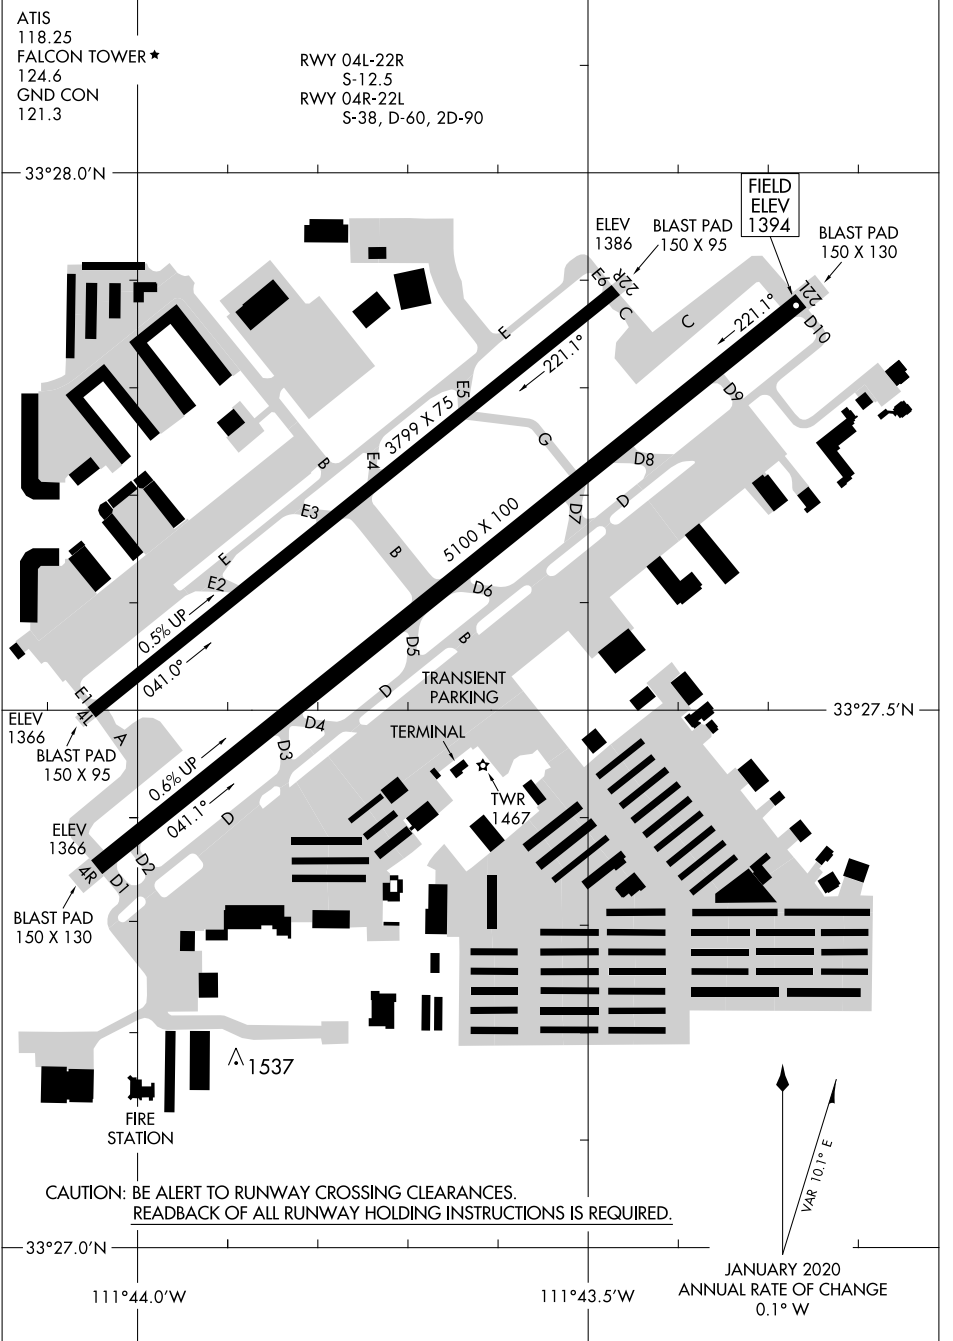 ATIS
118.25
FALCON TOWER ★
124.6
GND CON
121.3
RWY 04L-22R
S-12.5
RWY 04R-22L
S-38, D-60, 2D-90
33°28.0'N
FIELD
ELEV
1394
ELEV
1386
BLAST PAD
150 X 95
BLAST PAD
150 X 130
E3
22R
22L
C
C
D10
221.1°
E
221.1°
E5
D9
3799 X 75
G
E4
B
D8
E3
D
D7
5100 X 100
B
E
E2
D6
0.5% UP
B
D5
041.0°
TRANSIENT
PARKING
D
E1
4L
33°27.5'N
ELEV
1366
D4
TERMINAL
A
D3
BLAST PAD
150 X 95
0.6% UP
TWR
1467
041.1°
D
ELEV
1366
D2
4R
D1
BLAST PAD
150 X 130
1537
FIRE
STATION
VAR 10.1° E
CAUTION: BE ALERT TO RUNWAY CROSSING CLEARANCES.
READBACK OF ALL RUNWAY HOLDING INSTRUCTIONS IS REQUIRED.
33°27.0'N
JANUARY 2020
ANNUAL RATE OF CHANGE
0.1° W
111°44.0'W
111°43.5'W